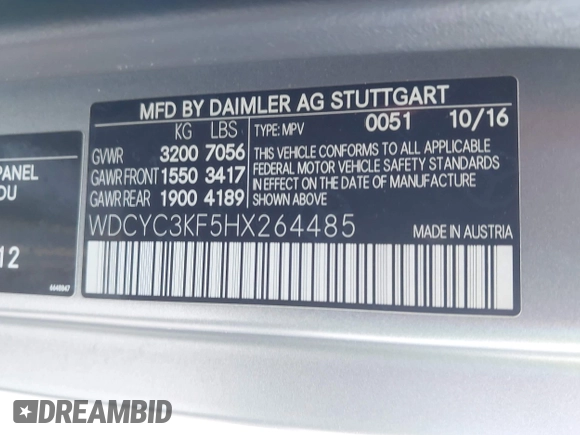 MFD BY DAIMLER AG STUTTGART
KG LBS
GVWR 3200 7056
GAWR FRONT 1550 3417
GAWR REAR 1900 4189
TYPE: MPV 0051 10/16
THIS VEHICLE CONFORMS TO ALL APPLICABLE
FEDERAL MOTOR VEHICLE SAFETY STANDARDS
IN EFFECT ON THE DATE OF MANUFACTURE
SHOWN ABOVE.
WDCYC3KF5HX264485
MADE IN AUSTRIA
PANEL
DU
12
DREAMBID